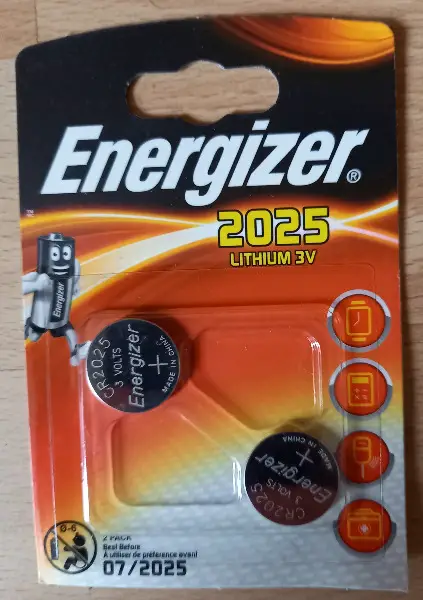 Energizer®
2025
LITHIUM 3V
Energizer
CR2025
3 VOLTS
Energizer
+
MADE IN CHINA
CR2025
3 VOLTS
Energizer
+
MADE IN CHINA
0-6
2 PACK
Best Before
À utiliser de préférence avant
07/2025